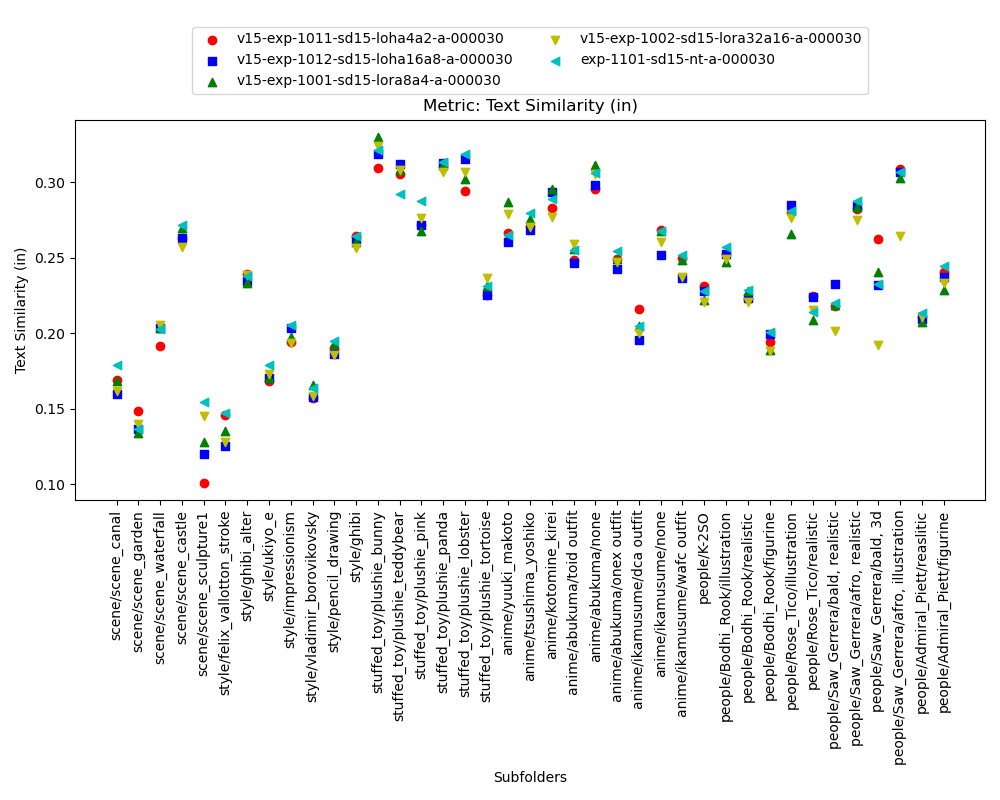 v15-exp-1011-sd15-loha4a2-a-000030
v15-exp-1012-sd15-loha16a8-a-000030
v15-exp-1001-sd15-lora8a4-a-000030
v15-exp-1002-sd15-lora32a16-a-000030
exp-1101-sd15-nt-a-000030
Metric: Text Similarity (in)
Text Similarity (in)
0.30
0.25
0.20
0.15
0.10
scene/scene_canal
scene/scene_garden
scene/scene_waterfall
scene/scene_castle
scene/scene_sculpture1
style/felix_vallotton_stroke
style/ghibi_alter
style/ukiyo_e
style/impressionism
style/vladimir_borovikovsky
style/pencil_drawing
style/ghibi
stuffed_toy/plushie_bunny
stuffed_toy/plushie_teddybear
stuffed_toy/plushie_pink
stuffed_toy/plushie_panda
stuffed_toy/plushie_lobster
stuffed_toy/plushie_tortoise
anime/yuuki_makoto
anime/tsushima_yoshiko
anime/kotomine_kirei
anime/abukuma/toid outfit
anime/abukuma/none
anime/abukuma/onex outfit
anime/ikamusume/dca outfit
anime/ikamusume/none
anime/ikamusume/wafc outfit
people/K-2SO
people/Bodhi_Rook/illustration
people/Bodhi_Rook/realistic
people/Bodhi_Rook/figurine
people/Rose_Tico/illustration
people/Rose_Tico/realistic
people/Saw_Gerrera/bald, realistic
people/Saw_Gerrera/afro, realistic
people/Saw_Gerrera/bald, 3d
people/Saw_Gerrera/afro, illustration
people/Admiral_Piett/reaslitic
people/Admiral_Piett/figurine
Subfolders